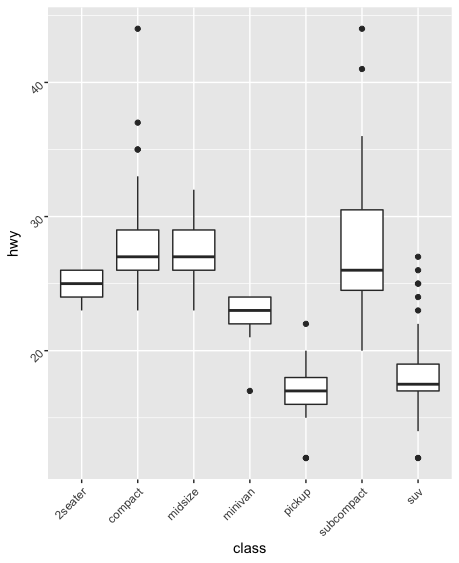 40
30
20
hwy
2seater
compact
midsize
minivan
pickup
subcompact
suv
class